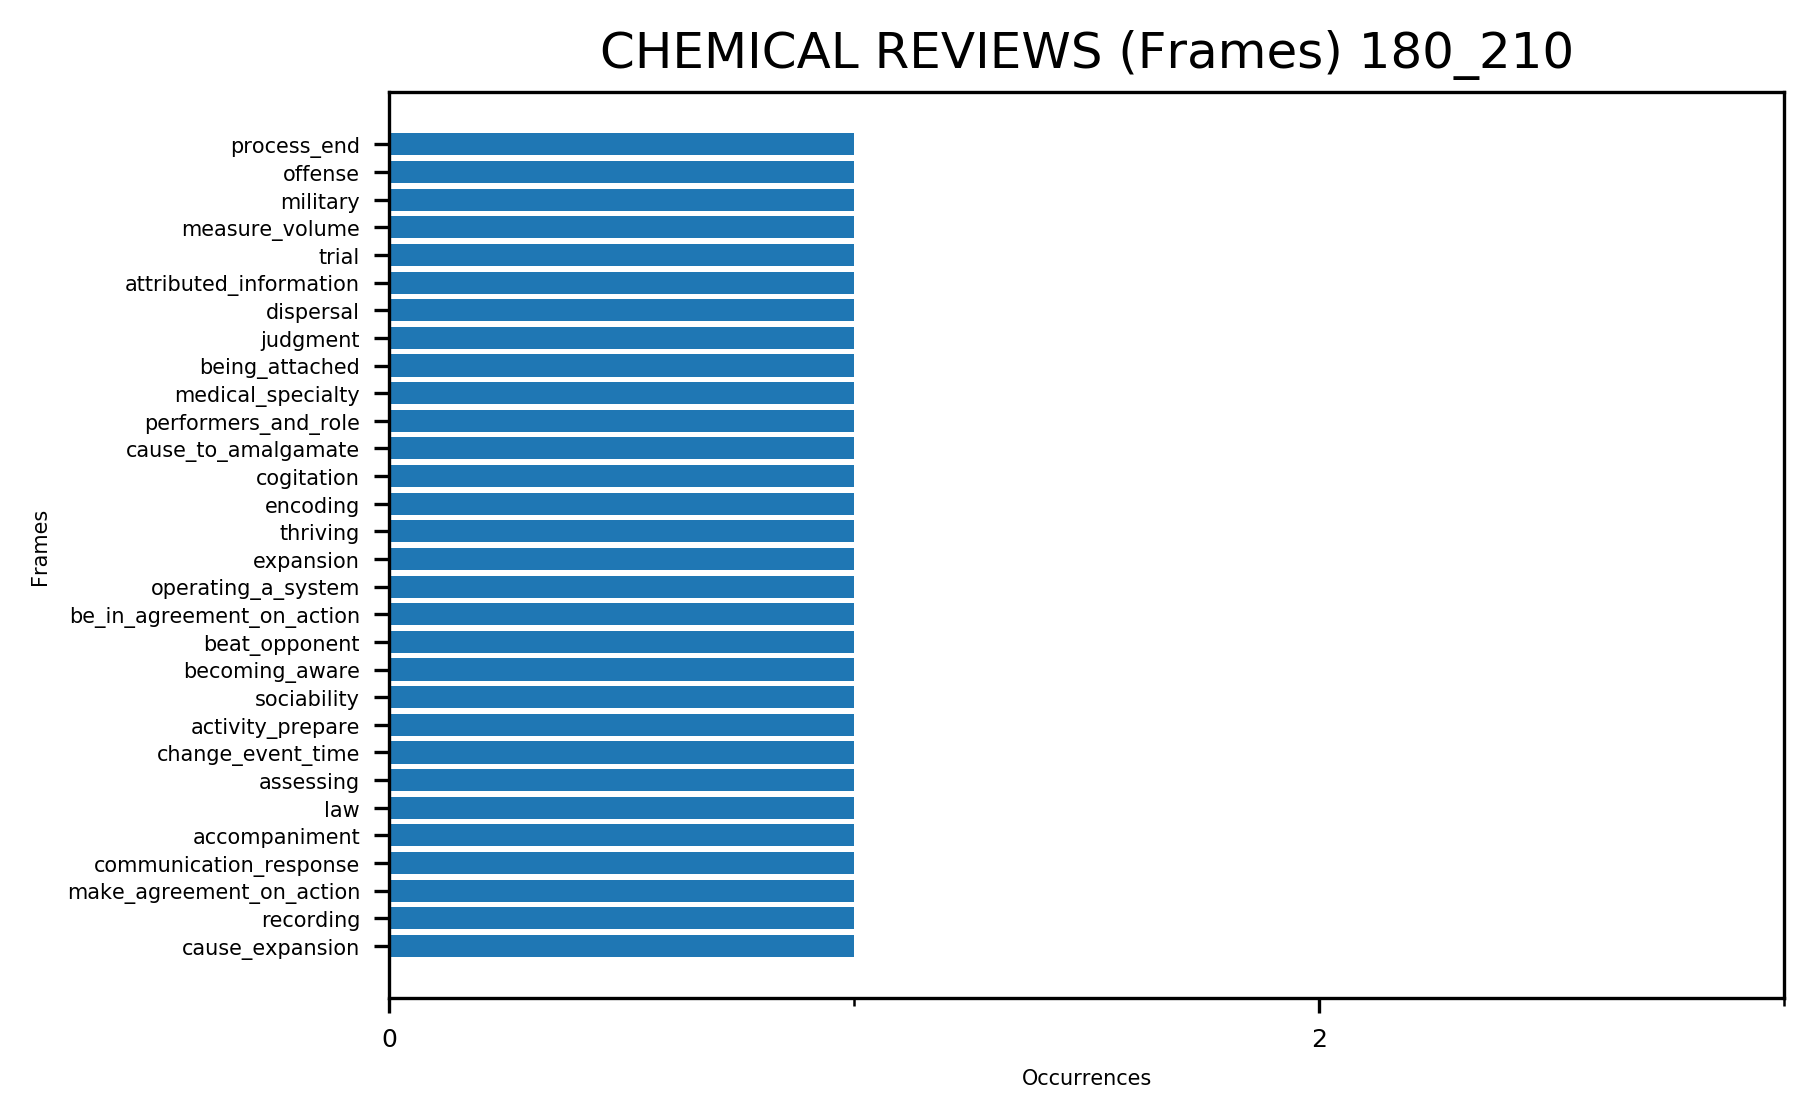 CHEMICAL REVIEWS (Frames) 180_210
process_end
offense
military
measure_volume
trial
attributed_information
dispersal
judgment
being_attached
medical_specialty
performers_and_role
cause_to_amalgamate
cogitation
encoding
thriving
expansion
operating_a_system
be_in_agreement_on_action
beat_opponent
becoming_aware
sociability
activity_prepare
change_event_time
assessing
law
accompaniment
communication_response
make_agreement_on_action
recording
cause_expansion
Frames
0 2
Occurrences